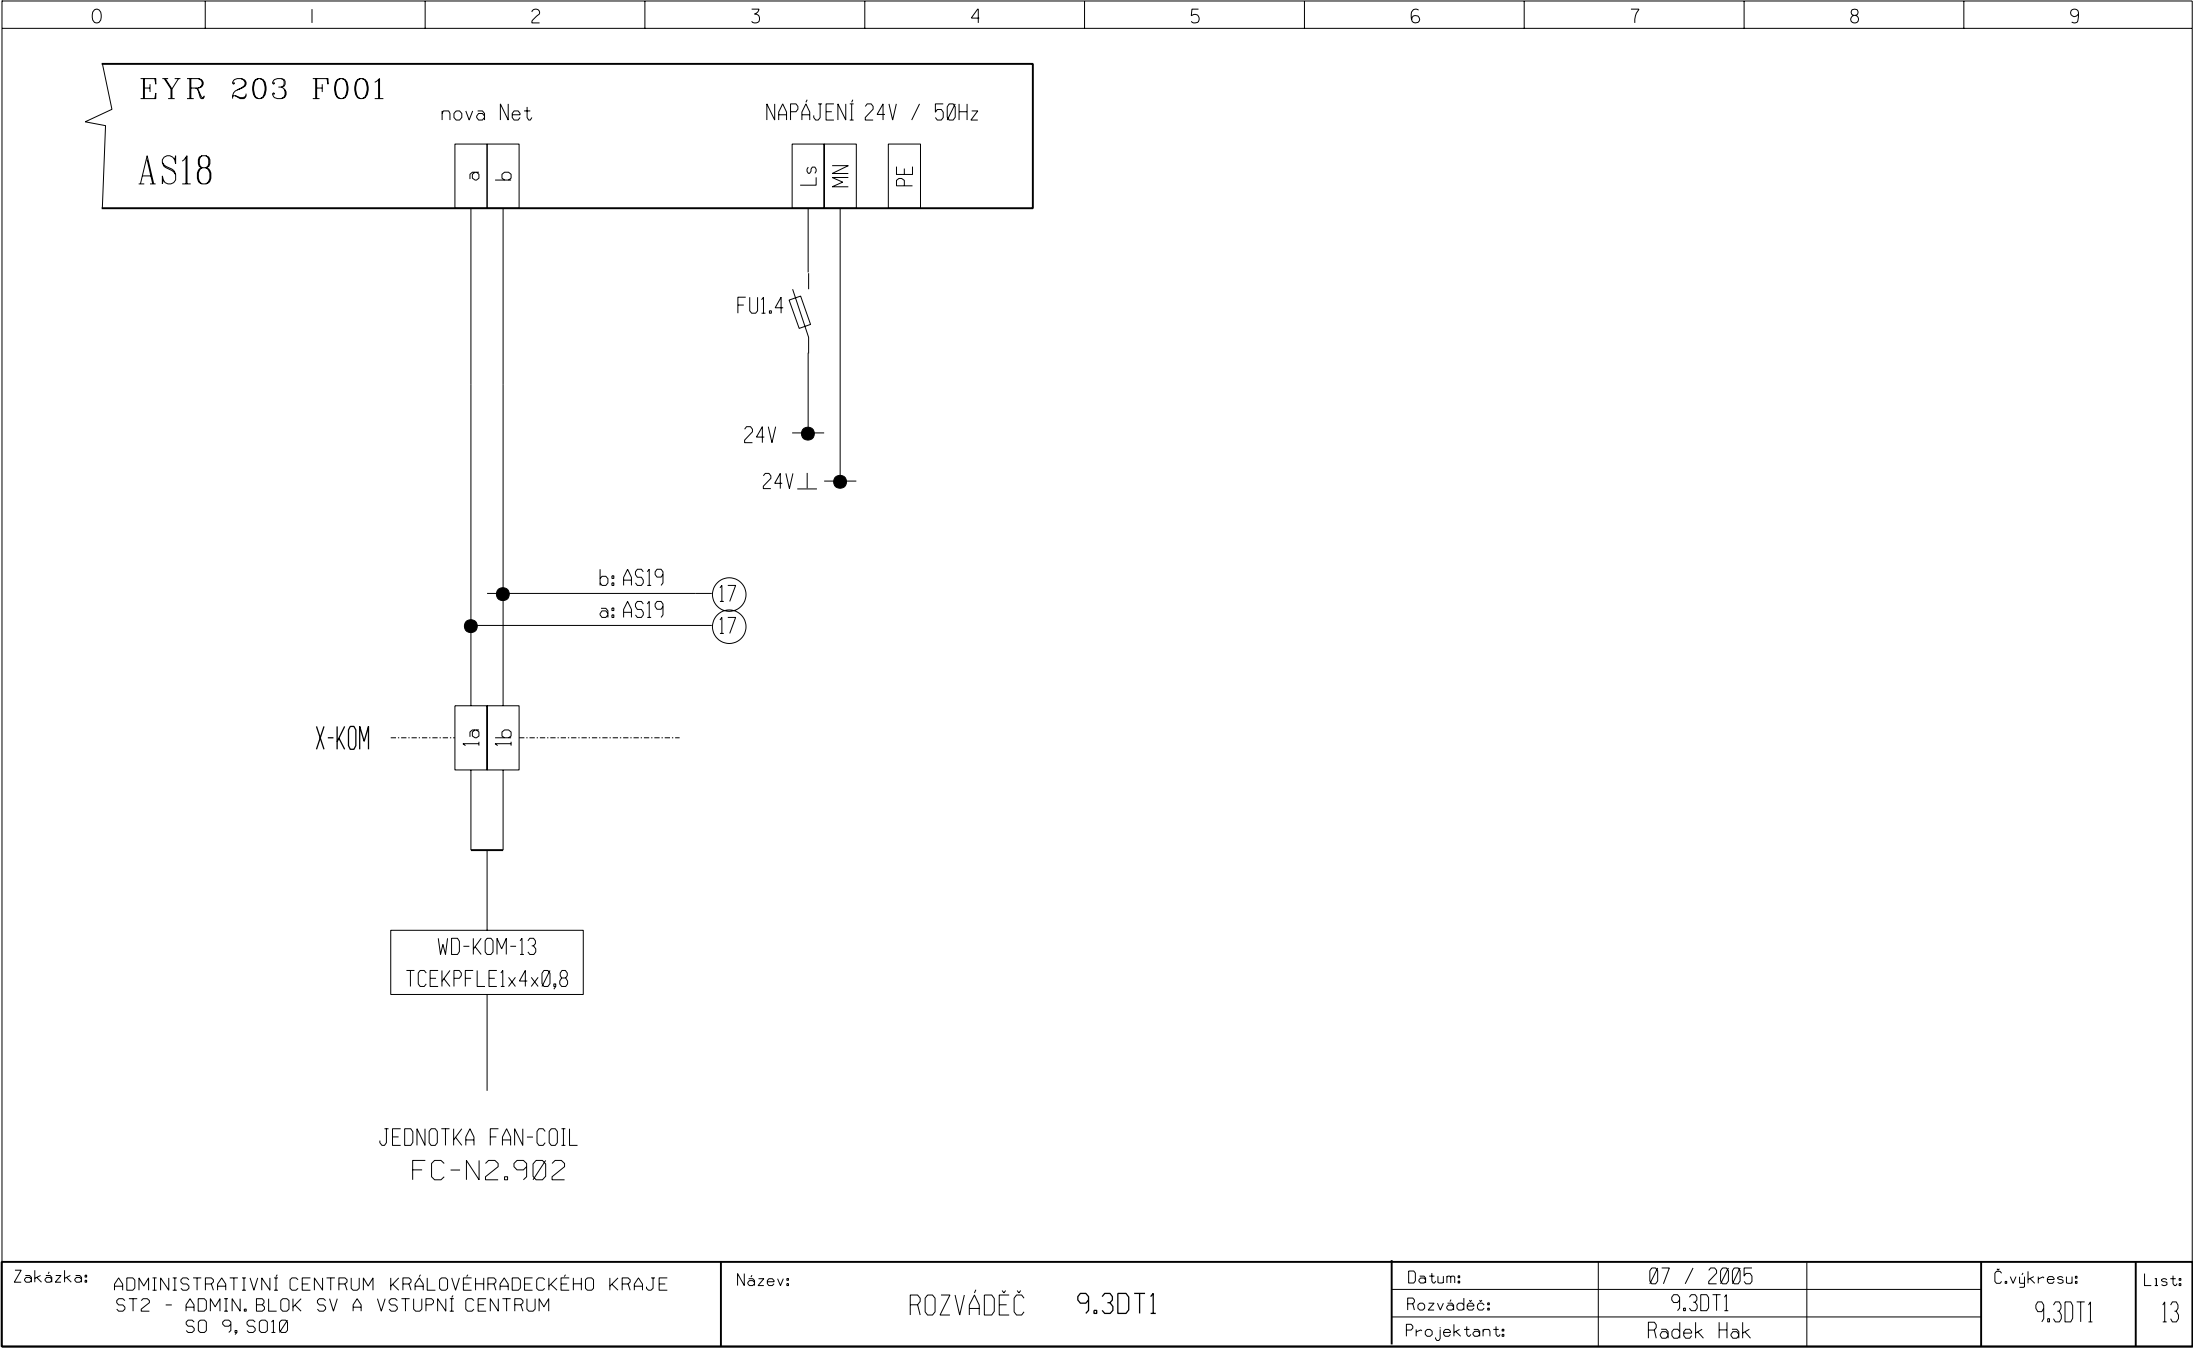 0 1 2 3 4 5 6 7 8 9
EYR 203 F001
nova Net
NAPÁJENÍ 24V / 50Hz
AS18
a b Ls MN PE
FU1.4
24V
24V
b: AS19
17
a: AS19
17
X-KOM
1a 1b
WD-KOM-13
TCEKPFLE1x4x0,8
JEDNOTKA FAN-COIL
FC-N2.902
Zakázka:
ADMINISTRATIVNÍ CENTRUM KRÁLOVÉHRADECKÉHO KRAJE
ST2 - ADMIN. BLOK SV A VSTUPNÍ CENTRUM
SO 9, SO10
Název:
ROZVÁDĚČ 9.3DT1
Datum: 07 / 2005
Rozváděč: 9.3DT1
Projektant: Radek Hak
Č.výkresu:
9.3DT1
List:
13